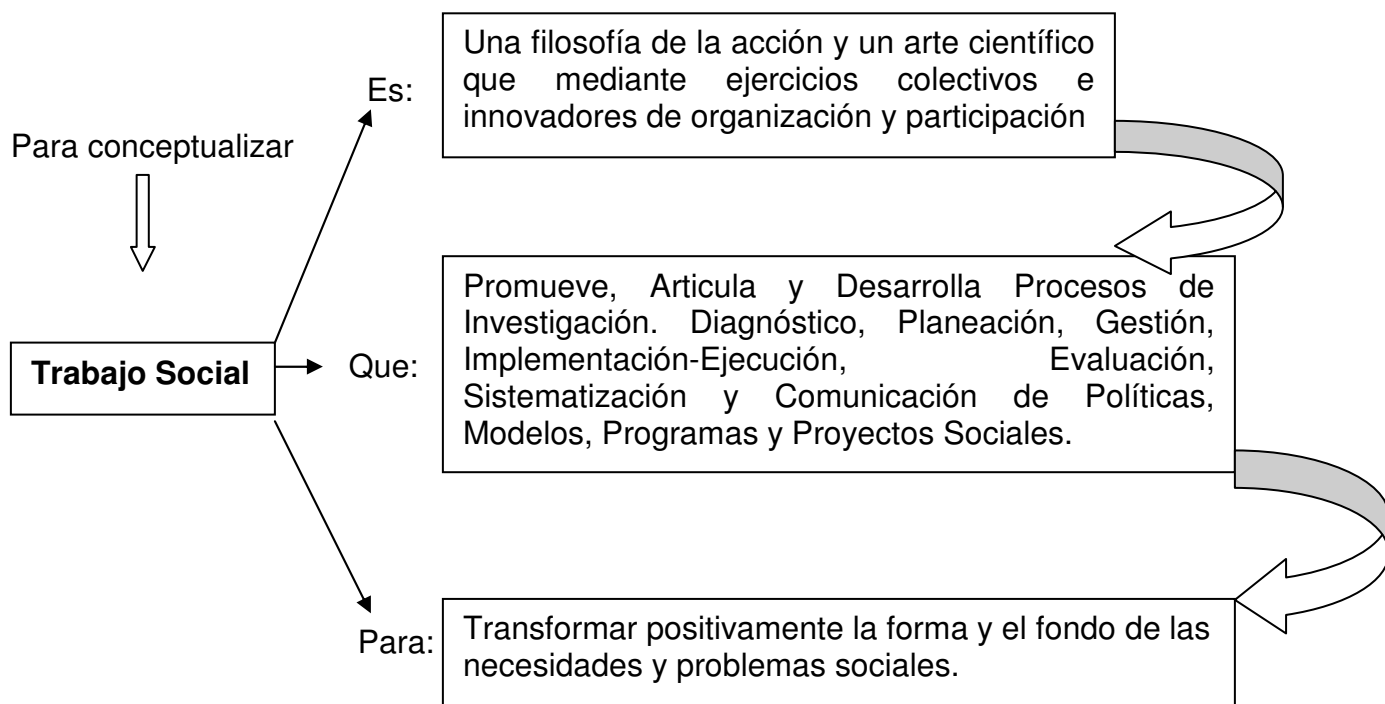 Para conceptualizar
Trabajo Social
Es:
Una filosofía de la acción y un arte científico
que mediante ejercicios colectivos e
innovadores de organización y participación
Que:
Promueve, Articula y Desarrolla Procesos de
Investigación. Diagnóstico, Planeación, Gestión,
Implementación-Ejecución, Evaluación,
Sistematización y Comunicación de Políticas,
Modelos, Programas y Proyectos Sociales.
Para:
Transformar positivamente la forma y el fondo de las
necesidades y problemas sociales.